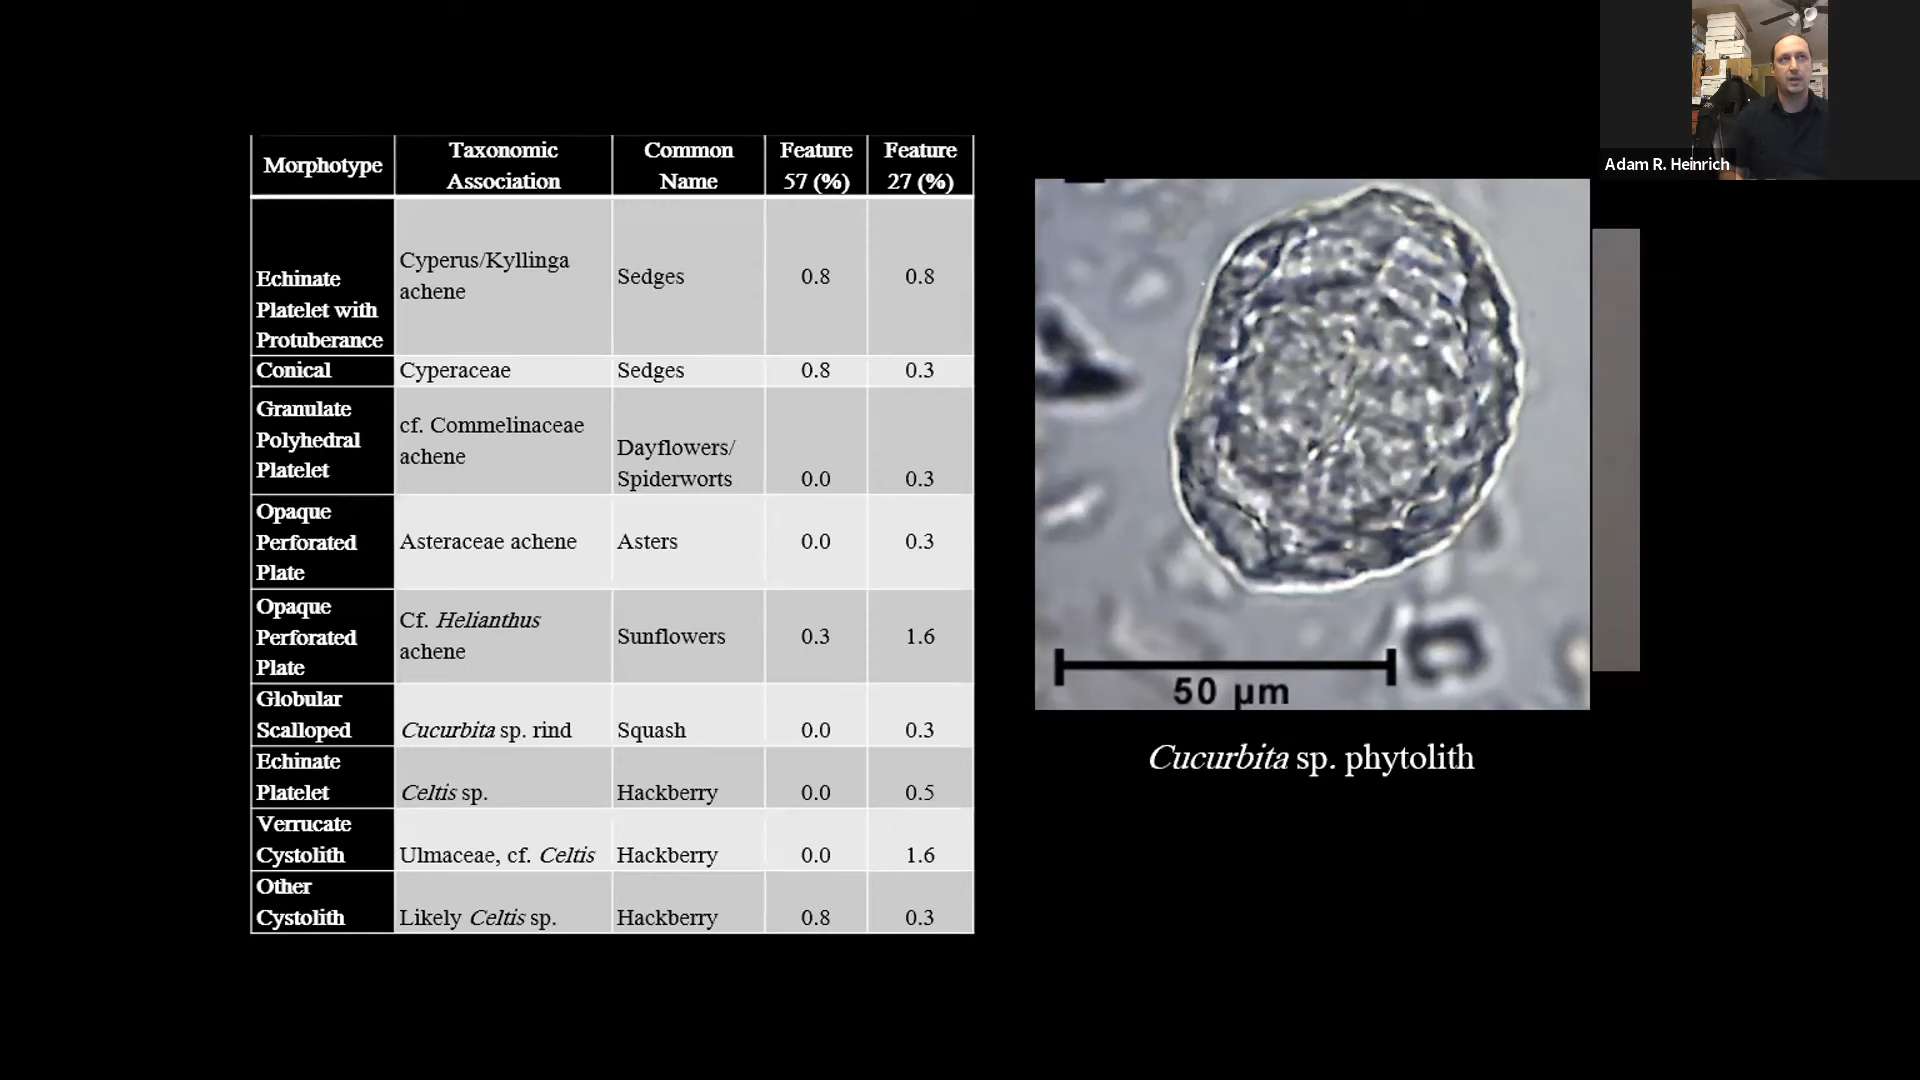 Adam R. Heinrich
Morphotype
Taxonomic
Association
Common
Name
Feature
57 (%)
Feature
27 (%)
Echinate
Platelet with
Protuberance
Cyperus/Kyllinga
achene
Sedges
0.8
0.8
Conical
Cyperaceae
Sedges
0.8
0.3
Granulate
Polyhedral
Platelet
cf. Commelinaceae
achene
Dayflowers/
Spiderworts
0.0
0.3
Opaque
Perforated
Plate
Asteraceae achene
Asters
0.0
0.3
Opaque
Perforated
Plate
Cf. Helianthus
achene
Sunflowers
0.3
1.6
Globular
Scalloped
Cucurbita sp. rind
Squash
0.0
0.3
Echinate
Platelet
Celtis sp.
Hackberry
0.0
0.5
Verrucate
Cystolith
Ulmaceae, cf. Celtis
Hackberry
0.0
1.6
Other
Cystolith
Likely Celtis sp.
Hackberry
0.8
0.3
50 µm
Cucurbita sp. phytolith